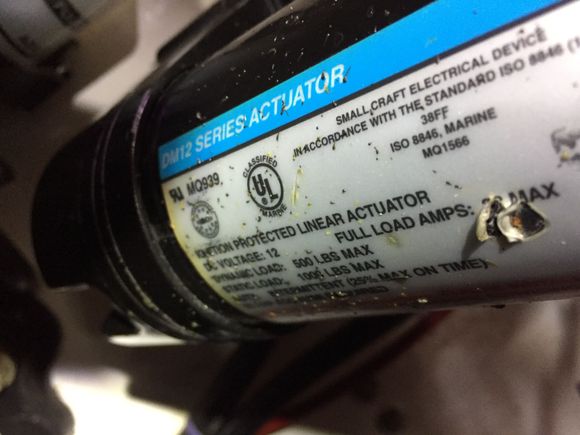 DM12 SERIES ACTUATOR
SMALL CRAFT ELECTRICAL DEVICE
IN ACCORDANCE WITH THE STANDARD ISO 8846
38FF
ISO 8846, MARINE
MQ1566
MQ939
CLASSIFIED
UL
MARINE
IGNITION PROTECTED LINEAR ACTUATOR
DC VOLTAGE: 12 FULL LOAD AMPS: MAX
DYNAMIC LOAD: 500 LBS MAX
STATIC LOAD: 1000 LBS MAX
INTERMITTENT (25% MAX ON TIME)